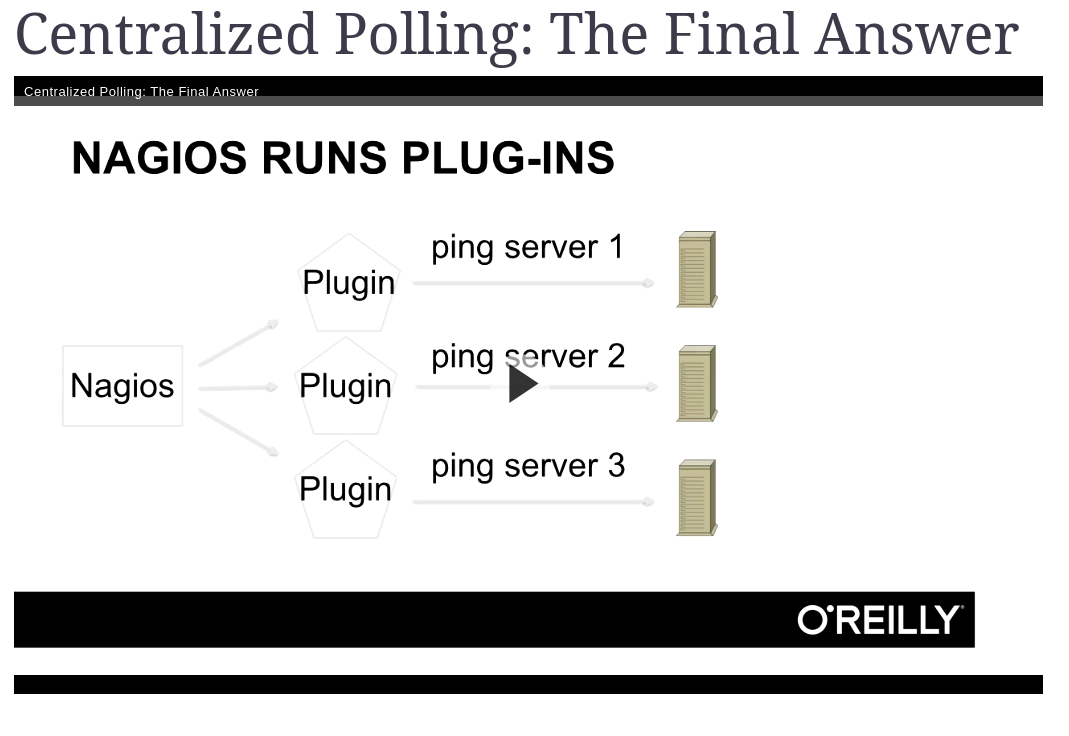 Centralized Polling: The Final Answer
Centralized Polling: The Final Answer
NAGIOS RUNS PLUG-INS
ping server 1
Plugin
ping server 2
Nagios
Plugin
ping server 3
Plugin
O'REILLY